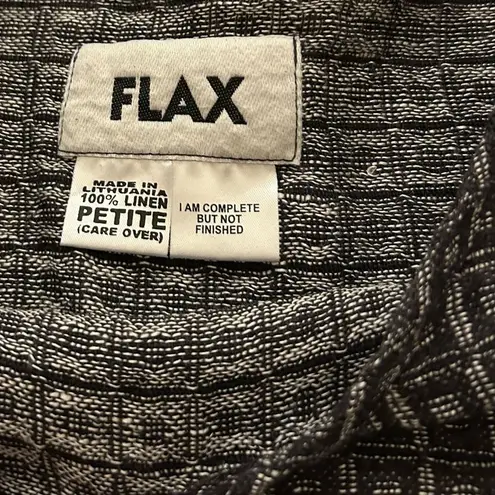 FLAX
MADE IN
LITHUANIA
100% LINEN
PETITE
(CARE OVER)
I AM COMPLETE
BUT NOT
FINISHED